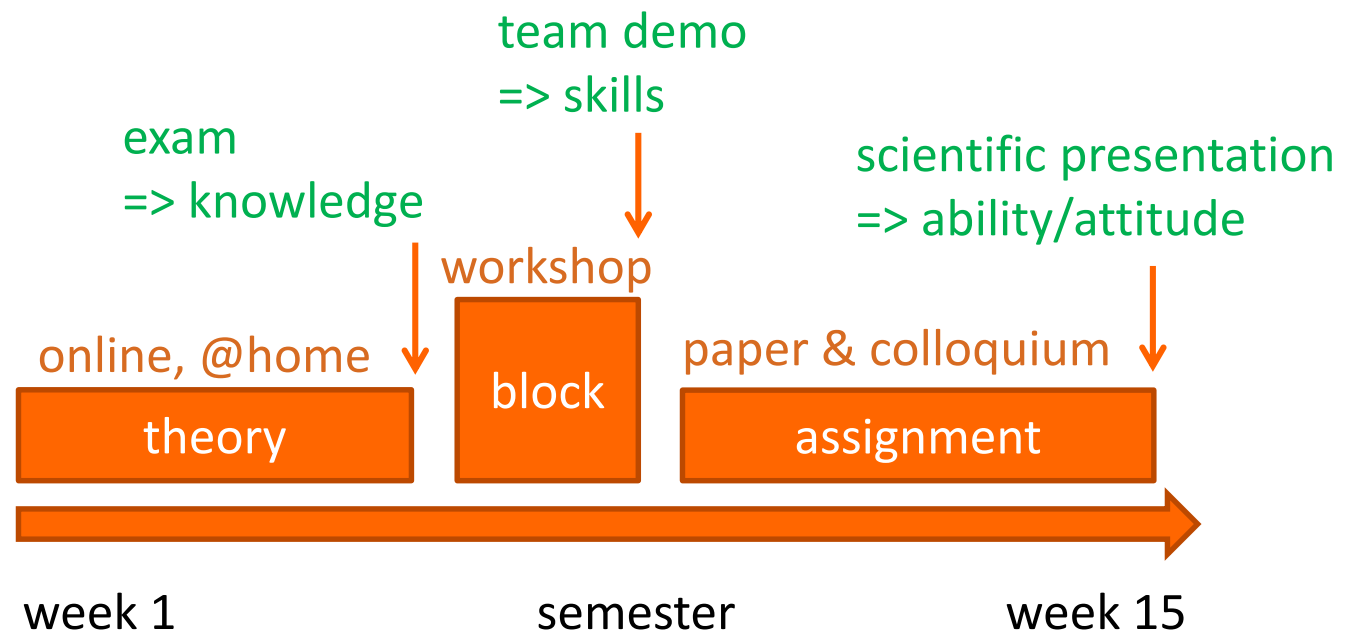 team demo
=> skills
exam
=> knowledge
scientific presentation
=> ability/attitude
workshop
online, @home
paper & colloquium
block
theory
assignment
week 1
semester
week 15